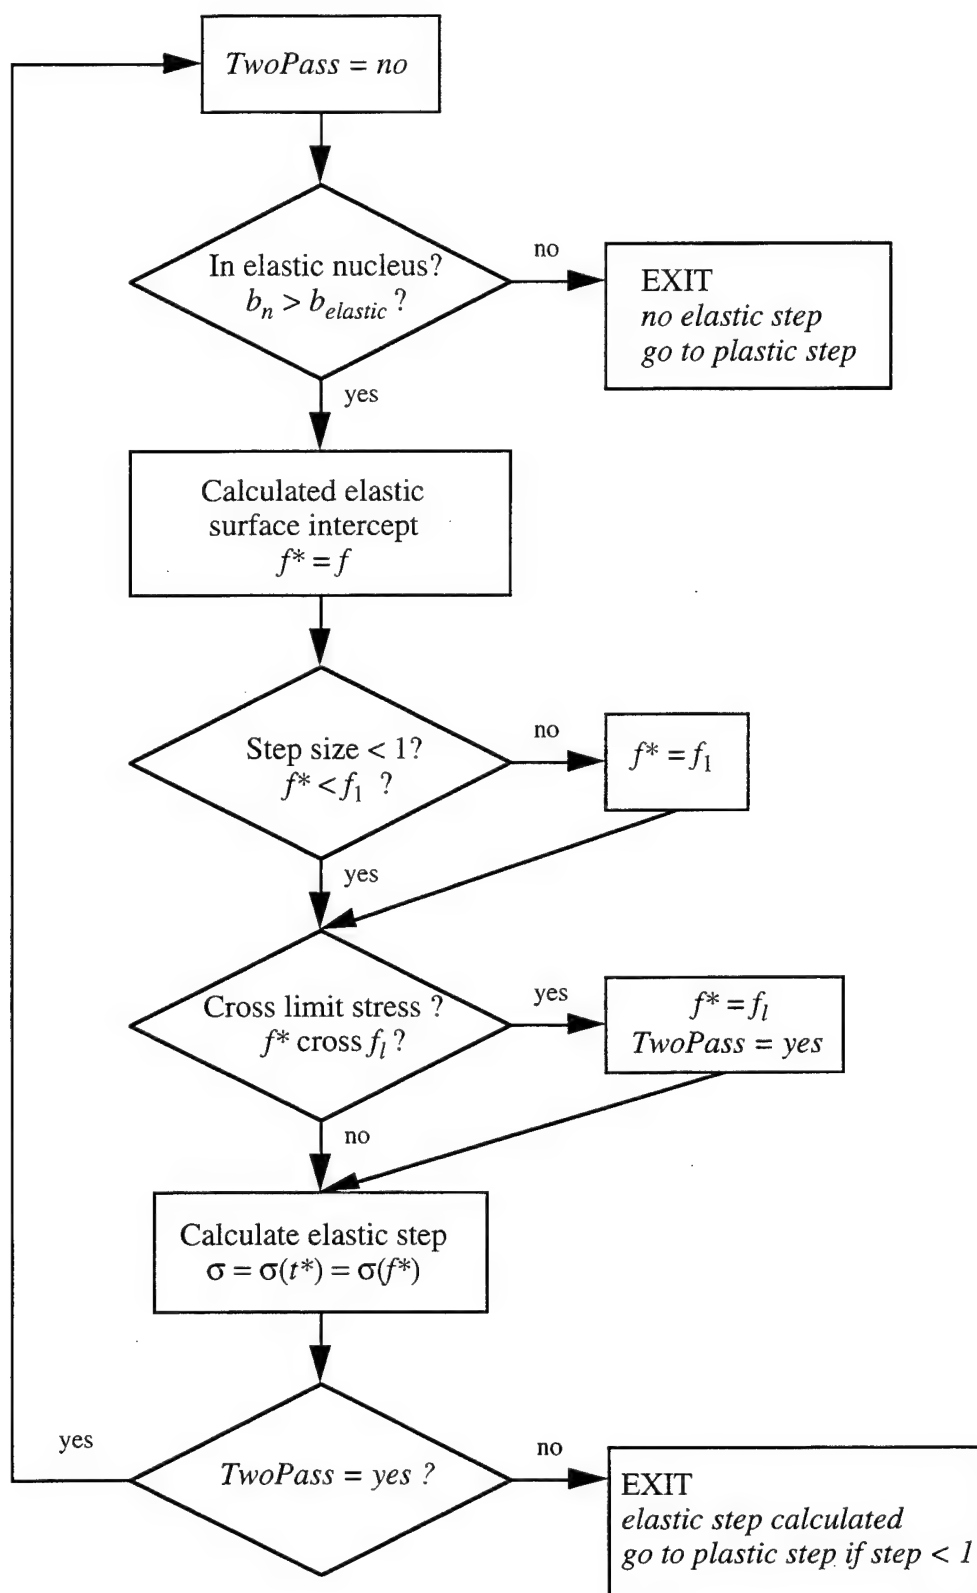 TwoPass = no
In elastic nucleus?
b_n > b_elastic ?
no
EXIT
no elastic step
go to plastic step
yes
Calculated elastic
surface intercept
f* = f
Step size < 1?
f* < f_1 ?
no
f* = f_1
yes
Cross limit stress ?
f* cross f_l ?
yes
f* = f_l
TwoPass = yes
no
Calculate elastic step
σ = σ(t*) = σ(f*)
yes
TwoPass = yes ?
no
EXIT
elastic step calculated
go to plastic step if step < 1